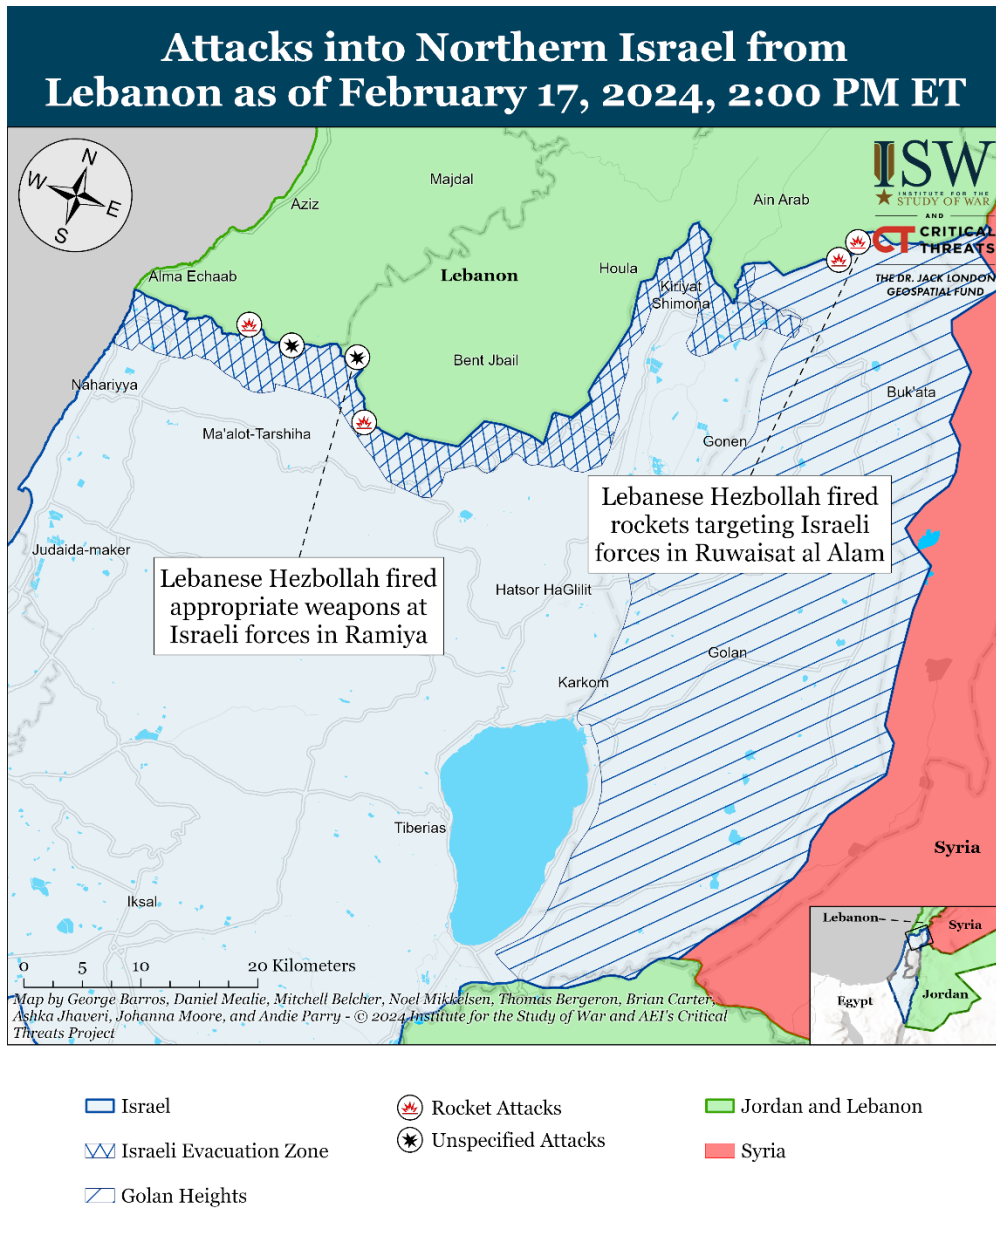 Attacks into Northern Israel from
Lebanon as of February 17, 2024, 2:00 PM ET
N
W
E
S
Majdal
Aziz
Ain Arab
ISW
INSTITUTE FOR THE
STUDY OF WAR
AND
CT CRITICAL
THREATS
THE DR. JACK LONDON
GEOSPATIAL FUND
Alma Echaab
Lebanon
Houla
Kiriyat
Shimona
Bent Jbail
Nahariyya
Buk'ata
Ma'alot-Tarshiha
Gonen
Lebanese Hezbollah fired
rockets targeting Israeli
forces in Ruwaisat al Alam
Judaida-maker
Lebanese Hezbollah fired
appropriate weapons at
Israeli forces in Ramiya
Hatsor HaGlilit
Golan
Karkom
Tiberias
Syria
Iksal
Lebanon
Syria
Egypt
Jordan
0 5 10 20 Kilometers
Map by George Barros, Daniel Mealie, Mitchell Belcher, Noel Mikkelsen, Thomas Bergeron, Brian Carter,
Ashka Jhaveri, Johanna Moore, and Andie Parry - © 2024 Institute for the Study of War and AEI's Critical
Threats Project
Israel
Rocket Attacks
Jordan and Lebanon
Israeli Evacuation Zone
Unspecified Attacks
Syria
Golan Heights